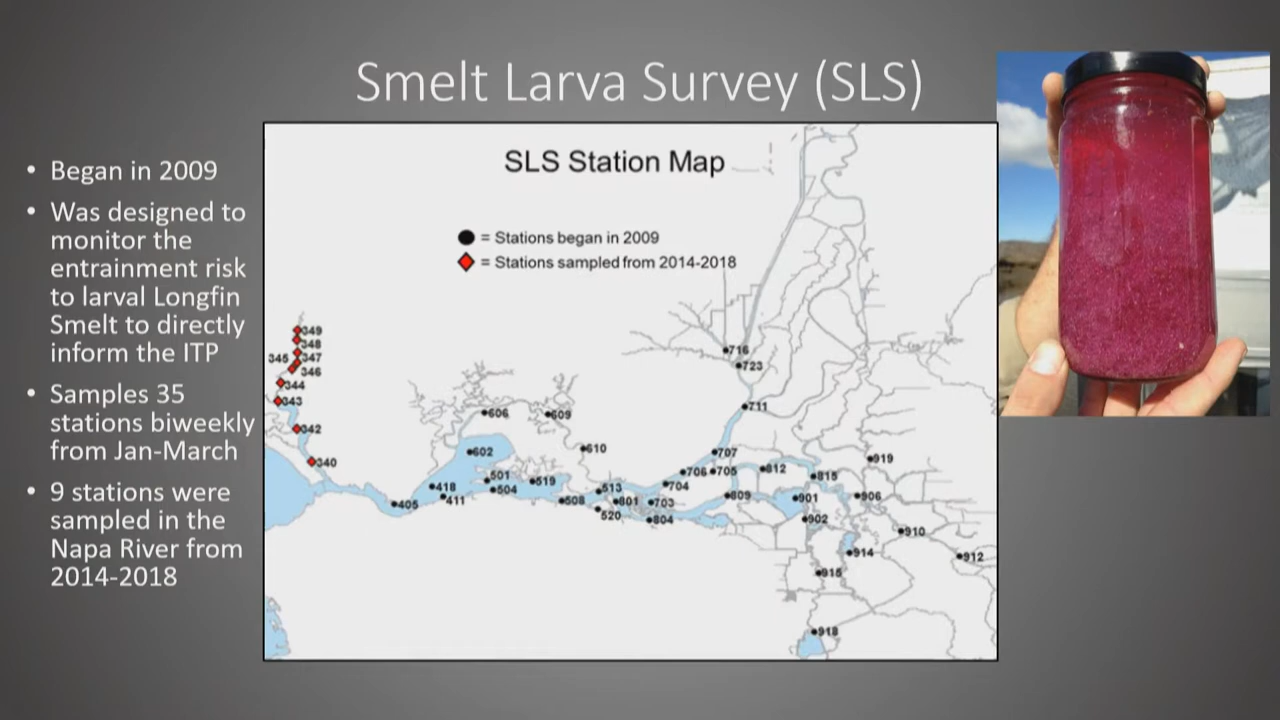 Smelt Larva Survey (SLS)
• Began in 2009
• Was designed to
monitor the
entrainment risk
to larval Longfin
Smelt to directly
inform the ITP
• Samples 35
stations biweekly
from Jan-March
• 9 stations were
sampled in the
Napa River from
2014-2018
SLS Station Map
= Stations began in 2009
= Stations sampled from 2014-2018
349
348
345 347
346
344
343
342
340
716
723
711
606
609
602
610
707
919
501
519
706 705
812
815
418
504
513
704
411
405
508
801
703
809
901
906
520
804
902
910
914
912
915
918